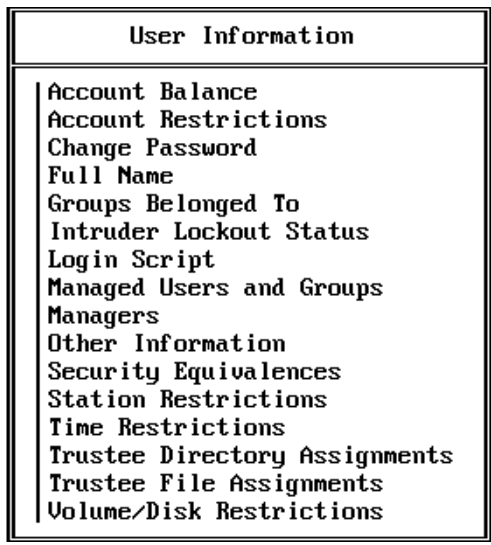 User Information
Account Balance
Account Restrictions
Change Password
Full Name
Groups Belonged To
Intruder Lockout Status
Login Script
Managed Users and Groups
Managers
Other Information
Security Equivalences
Station Restrictions
Time Restrictions
Trustee Directory Assignments
Trustee File Assignments
Volume/Disk Restrictions